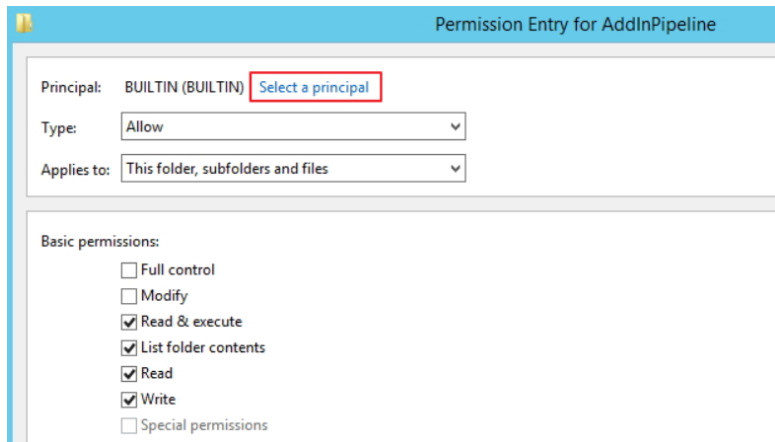 Permission Entry for AddInPipeline
Principal: BUILTIN (BUILTIN) Select a principal
Type: Allow
Applies to: This folder, subfolders and files
Basic permissions:
Full control
Modify
Read & execute
List folder contents
Read
Write
Special permissions